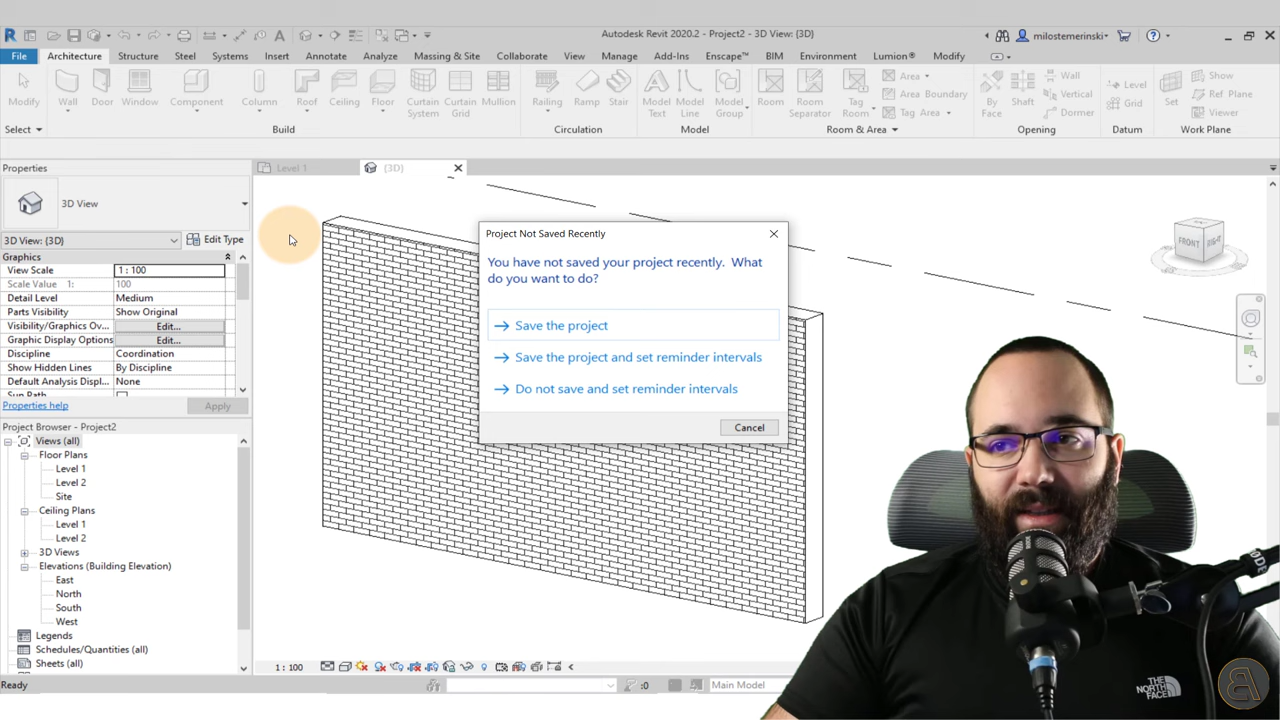 Autodesk Revit 2020.2 - Project2 - 3D View: {3D}
milosteminski
File
Architecture
Structure
Steel
Systems
Insert
Annotate
Analyze
Massing & Site
Collaborate
View
Manage
Add-Ins
Enscape™
BIM
Environment
Lumion®
Modify
Modify
Wall
Door
Window
Component
Column
Roof
Ceiling
Floor
Curtain
System
Curtain
Grid
Mullion
Railing
Ramp
Stair
Model
Text
Model
Line
Model
Group
Room
Room
Separator
Tag
Room
Area
Area Boundary
Tag Area
By
Face
Shaft
Wall
Vertical
Dormer
Level
Grid
Set
Show
Ref Plane
Viewer
Select
Build
Circulation
Model
Room & Area
Opening
Datum
Work Plane
Properties
Level 1
{3D}
3D View
3D View: {3D}
Edit Type
Graphics
View Scale
1 : 100
Scale Value 1:
100
Detail Level
Medium
Parts Visibility
Show Original
Visibility/Graphics Ov...
Edit...
Graphic Display Options
Edit...
Discipline
Coordination
Show Hidden Lines
By Discipline
Default Analysis Displ...
None
Properties help
Apply
Project Browser - Project2
Views (all)
Floor Plans
Level 1
Level 2
Site
Ceiling Plans
Level 1
Level 2
3D Views
Elevations (Building Elevation)
East
North
South
West
Legends
Schedules/Quantities (all)
Sheets (all)
Project Not Saved Recently
You have not saved your project recently. What
do you want to do?
Save the project
Save the project and set reminder intervals
Do not save and set reminder intervals
Cancel
FRONT
RIGHT
1 : 100
Ready
:0
Main Model
THE
NORTH
FACE